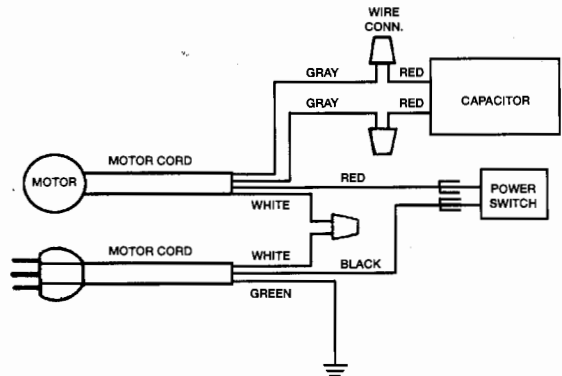 WIRE
CONN.
GRAY
RED
GRAY
RED
CAPACITOR
MOTOR CORD
MOTOR
RED
WHITE
POWER
SWITCH
MOTOR CORD
WHITE
BLACK
GREEN